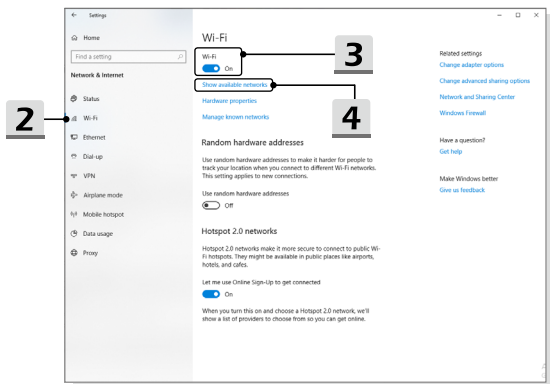 Settings
Home
Find a setting
Network & Internet
Status
Wi-Fi
Ethernet
Dial-up
VPN
Airplane mode
Mobile hotspot
Data usage
Proxy
2
Wi-Fi
Wi-Fi
On
3
Show available networks
4
Hardware properties
Manage known networks
Random hardware addresses
Use random hardware addresses to make it harder for people to
track your location when you connect to different Wi-Fi networks.
This setting applies to new connections.
Use random hardware addresses
Off
Hotspot 2.0 networks
Hotspot 2.0 networks make it more secure to connect to public Wi-
Fi hotspots. They might be available in public places like airports,
hotels, and cafes.
Let me use Online Sign-Up to get connected
On
When you turn this on and choose a Hotspot 2.0 network, we'll
show a list of providers to choose from so you can get online.
Related settings
Change adapter options
Change advanced sharing options
Network and Sharing Center
Windows Firewall
Have a question?
Get help
Make Windows better
Give us feedback